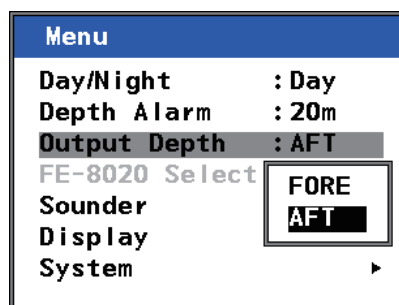 Menu
Day/Night : Day
Depth Alarm : 20m
Output Depth : AFT
FE-8020 Select
FORE
AFT
Sounder
Display
System